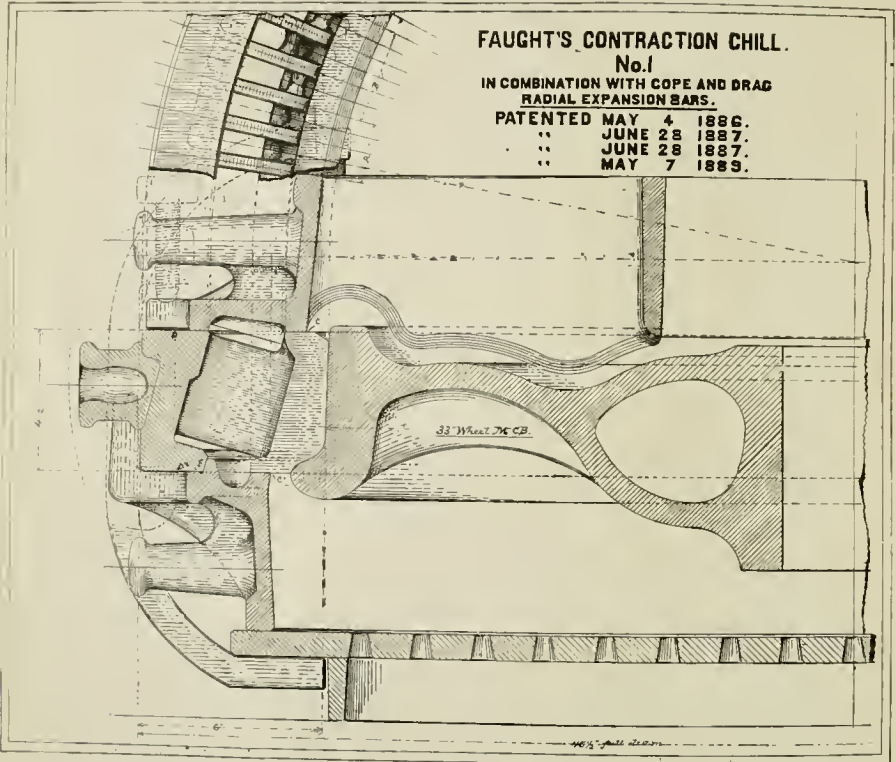 FAUGHT'S CONTRACTION CHILL.
No.1
IN COMBINATION WITH COPE AND DRAG
RADIAL EXPANSION BARS.
PATENTED MAY 4 1886.
" JUNE 28 1887.
" JUNE 28 1887.
" MAY 7 1889.
C
33" Wheel M.C.B.
6"